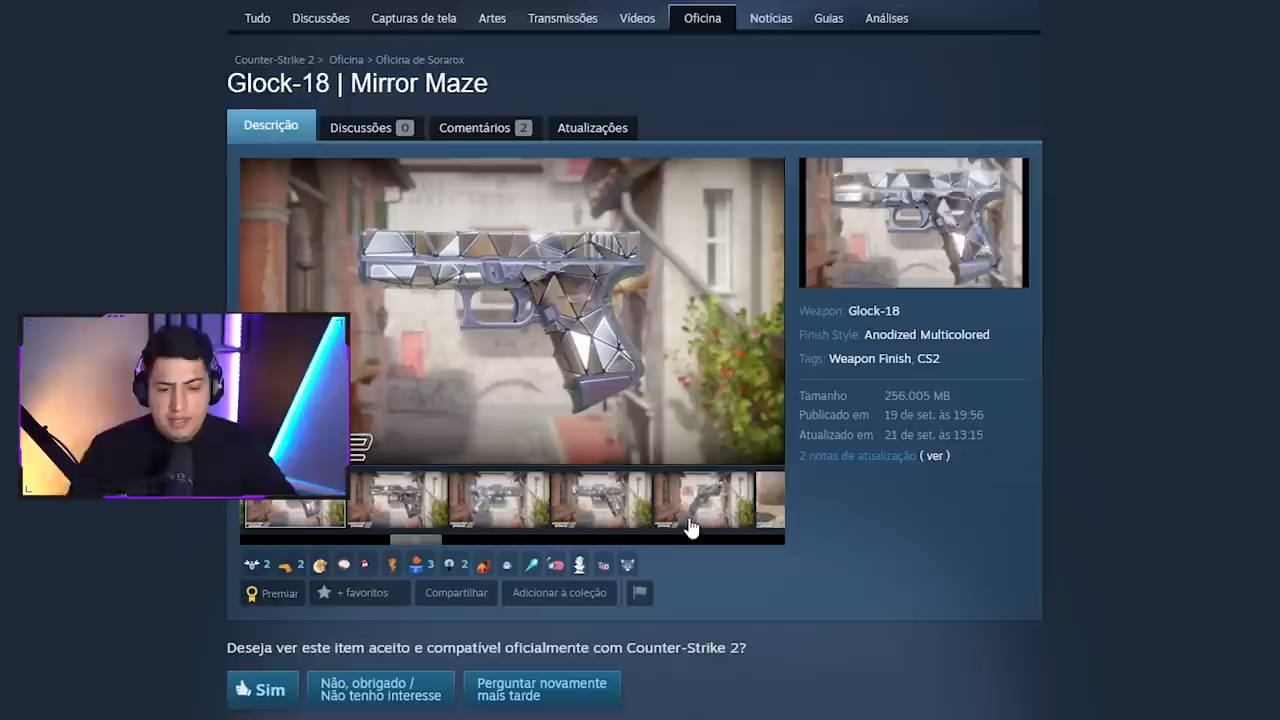 Tudo Discussões Capturas de tela Artes Transmissões Vídeos Oficina Notícias Guias Análises
Counter-Strike 2 > Oficina > Oficina de Sorarox
Glock-18 | Mirror Maze
Descrição Discussões 0 Comentários 2 Atualizações
Weapon: Glock-18
Finish Style: Anodized Multicolored
Tags: Weapon Finish, CS2
Tamanho 256.005 MB
Publicado em 19 de set. às 19:56
Atualizado em 21 de set. às 13:15
2 notas de atualização ( ver )
2 2 3 2
Premiar + favoritos Compartilhar Adicionar à coleção
Deseja ver este item aceito e compatível oficialmente com Counter-Strike 2?
Sim
Não, obrigado /
Não tenho interesse
Perguntar novamente
mais tarde